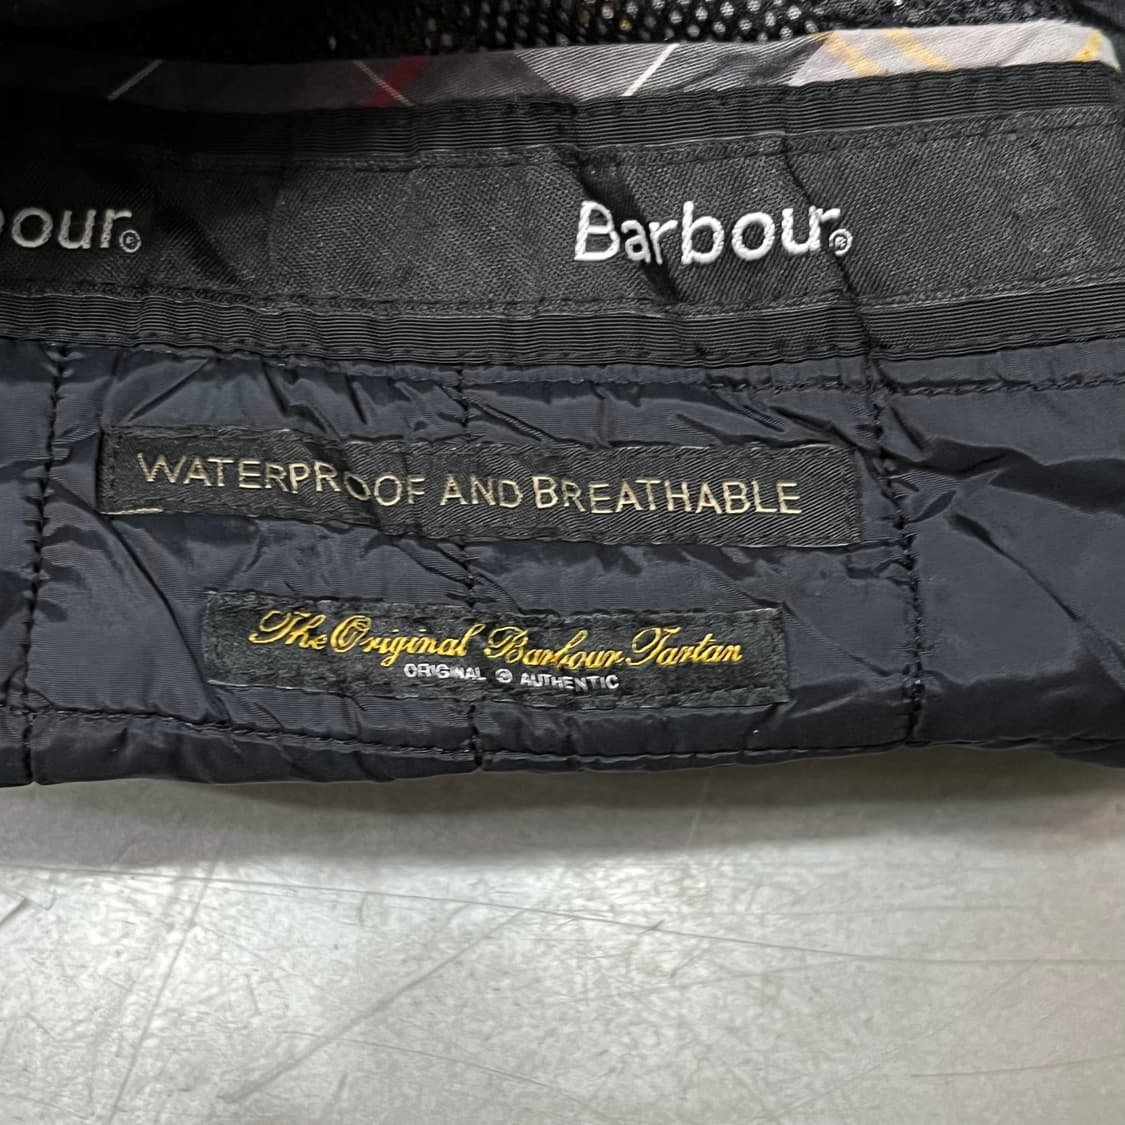 bour®
Barbour®
WATERPROOF AND BREATHABLE
The Original Barbour Tartan
ORIGINAL & AUTHENTIC